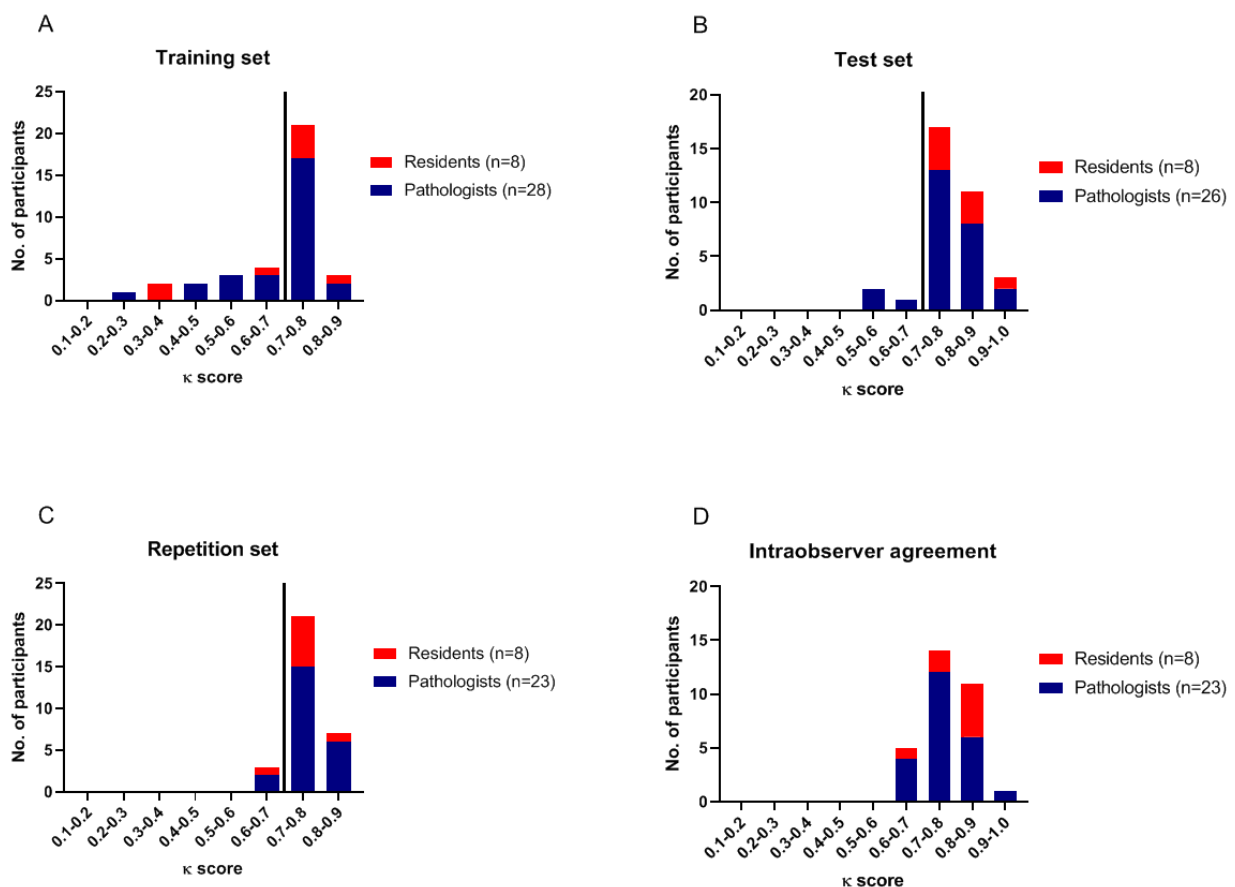 A
Training set
No. of participants
25
20
15
10
5
0
0.1-0.2
0.2-0.3
0.3-0.4
0.4-0.5
0.5-0.6
0.6-0.7
0.7-0.8
0.8-0.9
κ score
Residents (n=8)
Pathologists (n=28)
B
Test set
No. of participants
20
15
10
5
0
0.1-0.2
0.2-0.3
0.3-0.4
0.4-0.5
0.5-0.6
0.6-0.7
0.7-0.8
0.8-0.9
0.9-1.0
κ score
Residents (n=8)
Pathologists (n=26)
C
Repetition set
No. of participants
25
20
15
10
5
0
0.1-0.2
0.2-0.3
0.3-0.4
0.4-0.5
0.5-0.6
0.6-0.7
0.7-0.8
0.8-0.9
κ score
Residents (n=8)
Pathologists (n=23)
D
Intraobserver agreement
No. of participants
20
15
10
5
0
0.1-0.2
0.2-0.3
0.3-0.4
0.4-0.5
0.5-0.6
0.6-0.7
0.7-0.8
0.8-0.9
0.9-1.0
κ score
Residents (n=8)
Pathologists (n=23)